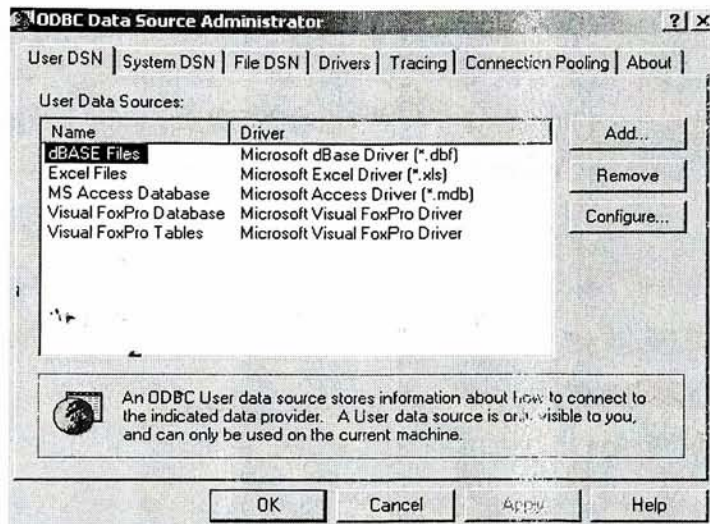 ODBC Data Source Administrator ? ×
User DSN System DSN File DSN Drivers Tracing Connection Pooling About
User Data Sources:
Name Driver
dBASE Files Microsoft dBase Driver (*.dbf)
Excel Files Microsoft Excel Driver (*.xls)
MS Access Database Microsoft Access Driver (*.mdb)
Visual FoxPro Database Microsoft Visual FoxPro Driver
Visual FoxPro Tables Microsoft Visual FoxPro Driver
Add...
Remove
Configure...
An ODBC User data source stores information about how to connect to
the indicated data provider. A User data source is only visible to you,
and can only be used on the current machine.
OK Cancel Apply Help